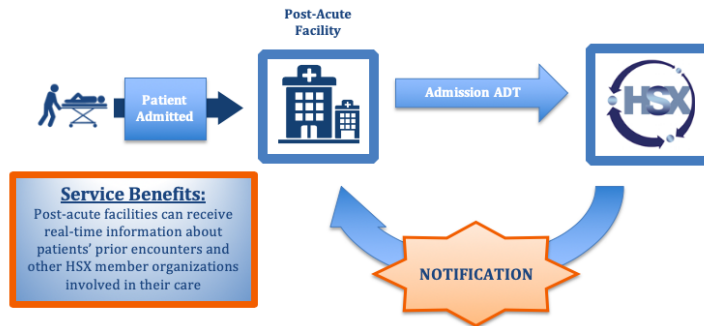 Post-Acute
Facility
Patient
Admitted
Admission ADT
HSX
Service Benefits:
Post-acute facilities can receive
real-time information about
patients’ prior encounters and
other HSX member organizations
involved in their care
NOTIFICATION